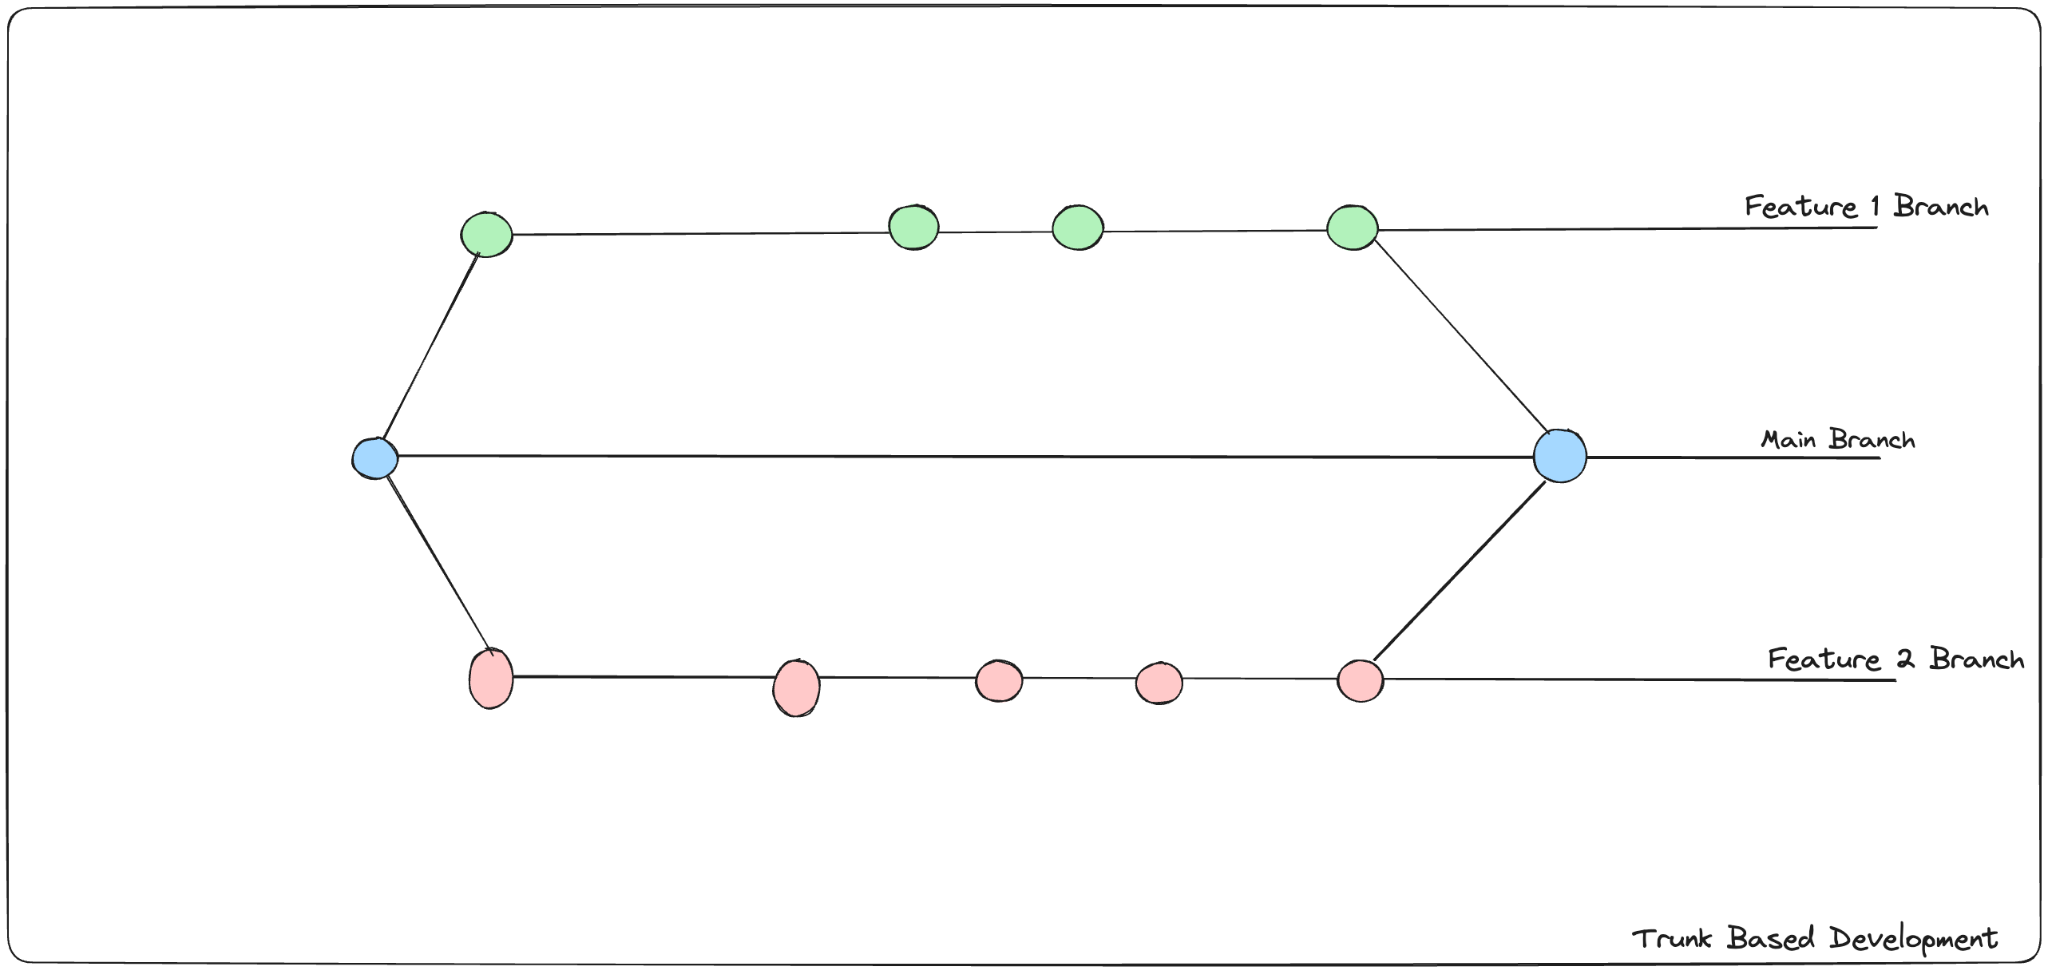 Feature 1 Branch
Main Branch
Feature 2 Branch
Trunk Based Development